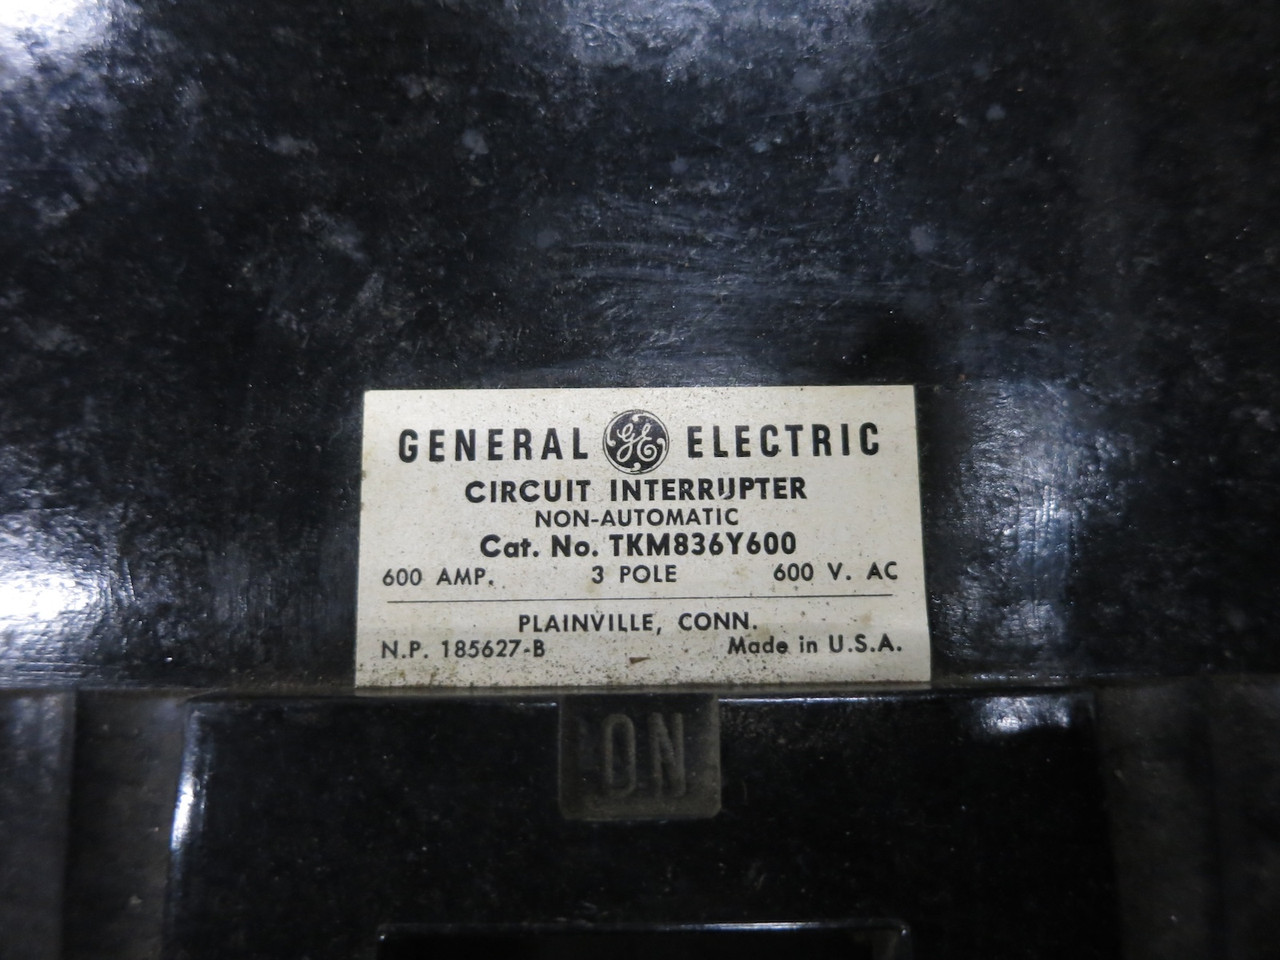 GENERAL GE ELECTRIC
CIRCUIT INTERRUPTER
NON-AUTOMATIC
Cat. No. TKM836Y600
600 AMP. 3 POLE 600 V. AC
PLAINVILLE, CONN.
N.P. 185627-B Made in U.S.A.
ON